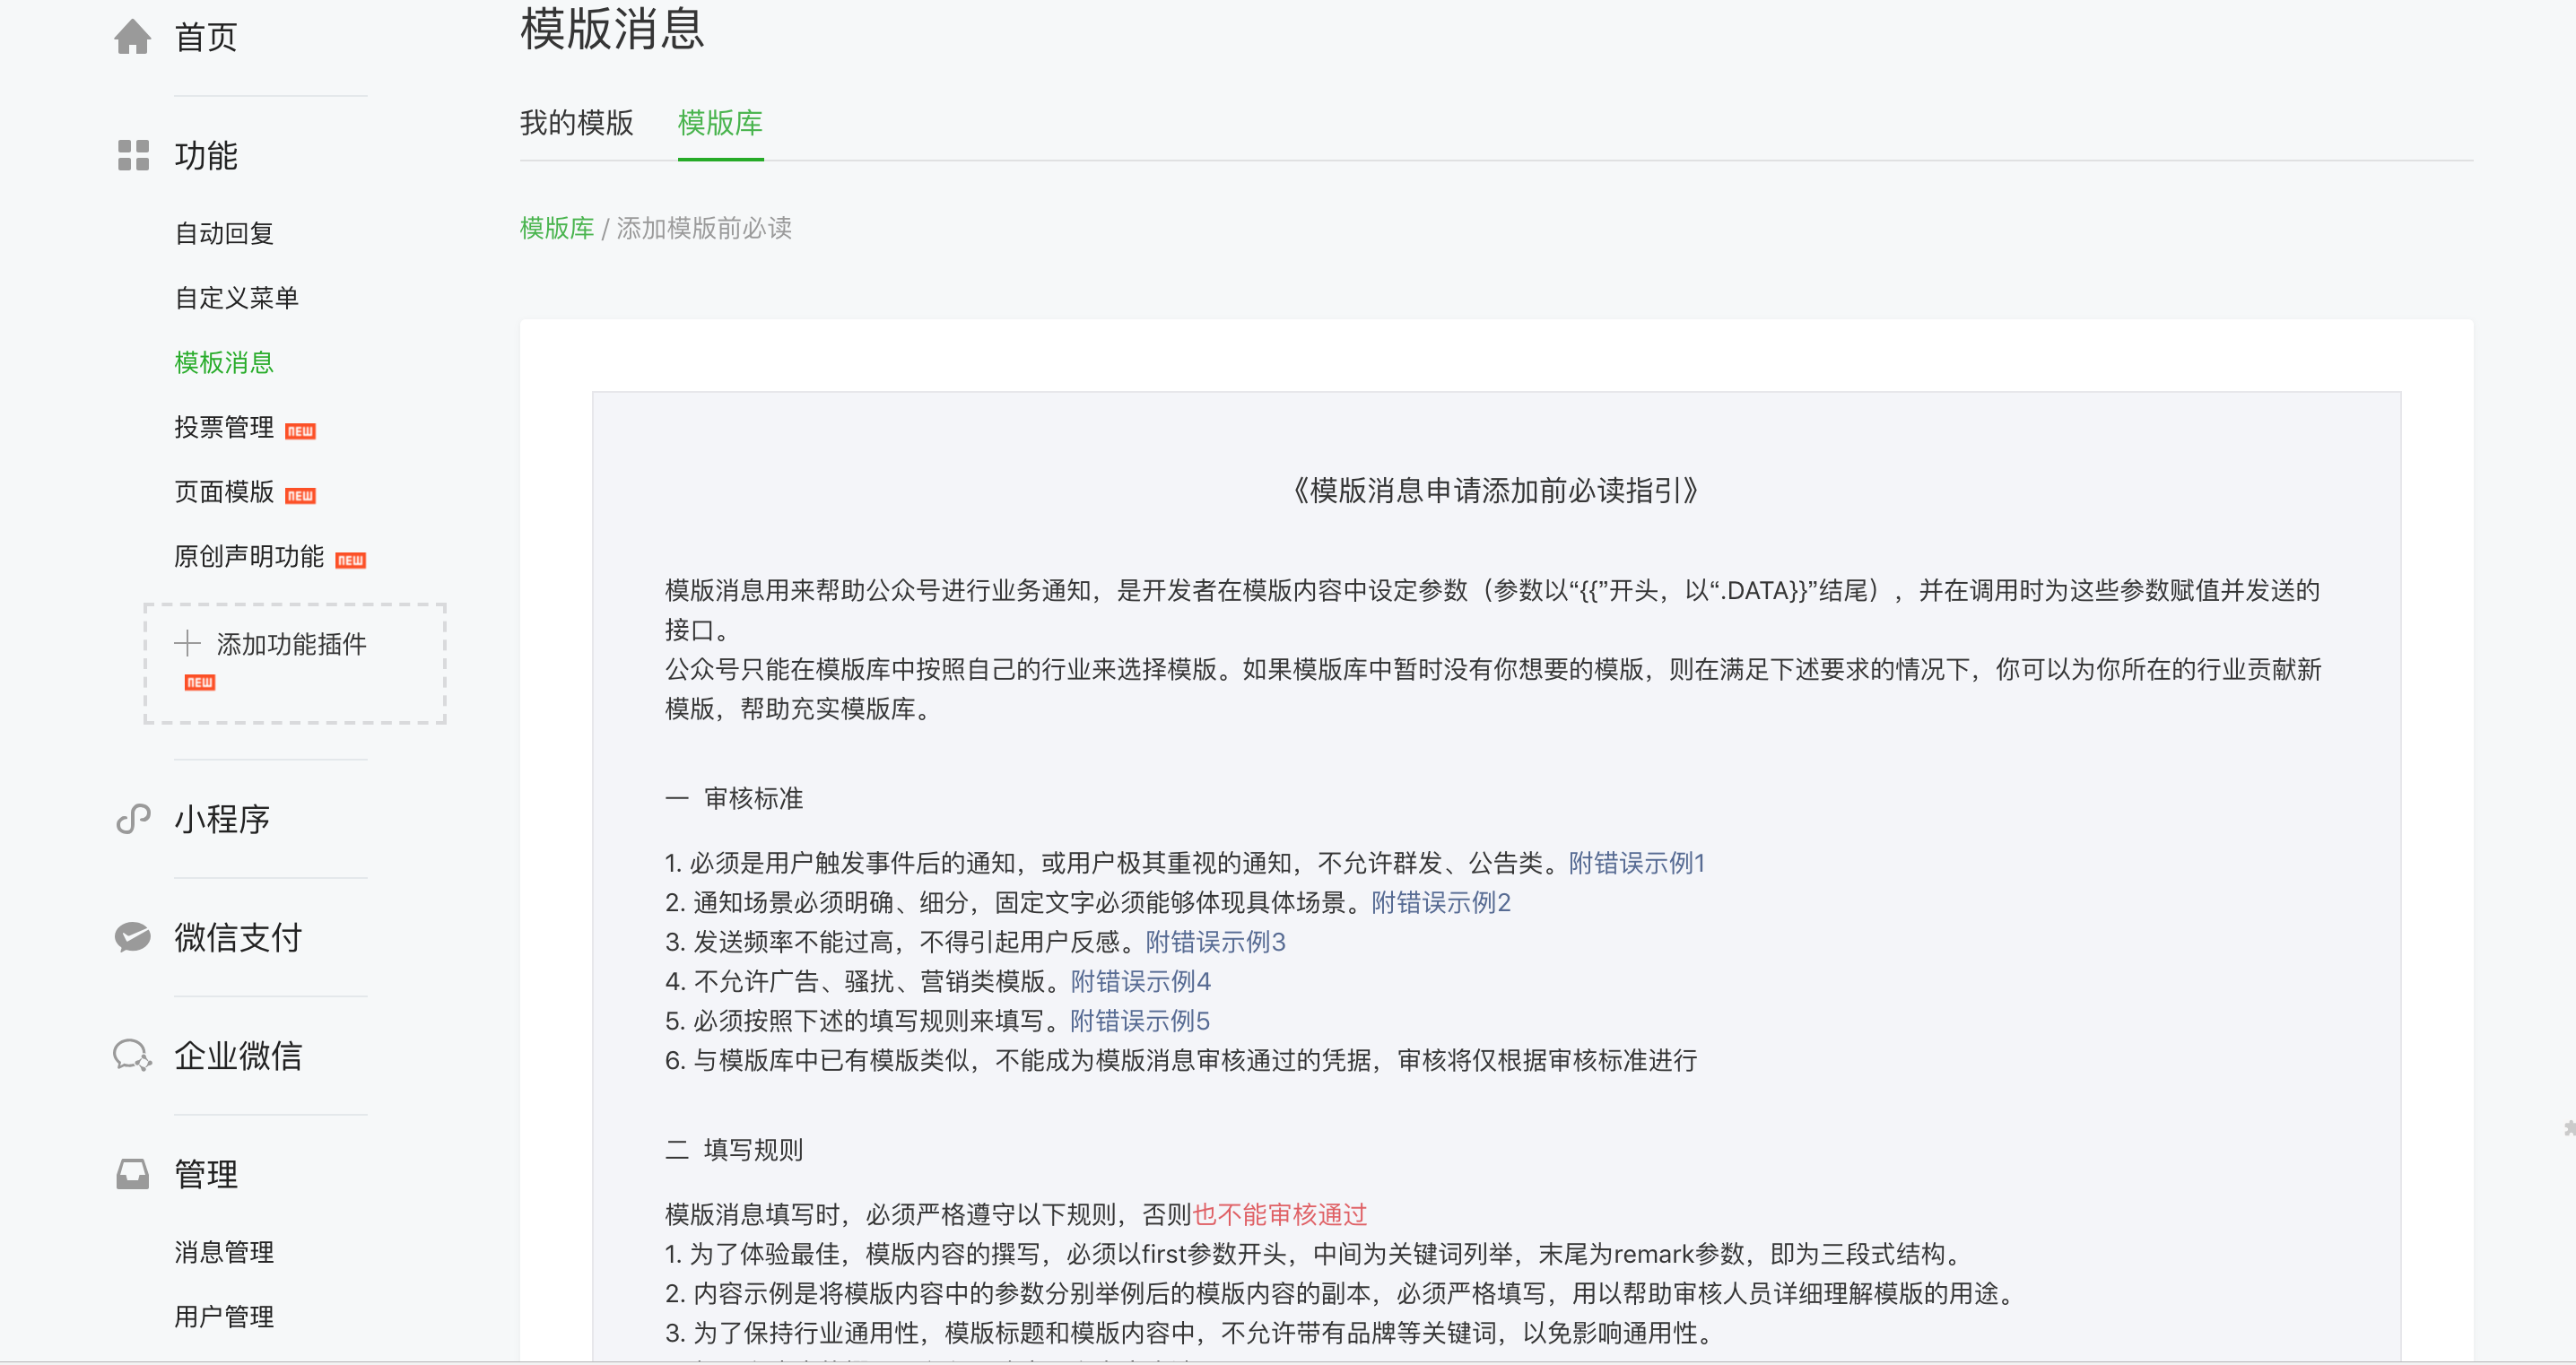 首页
功能
自动回复
自定义菜单
模板消息
投票管理 NEW
页面模版 NEW
原创声明功能 NEW
添加功能插件
NEW
小程序
微信支付
企业微信
管理
消息管理
用户管理
模版消息
我的模版 模版库
模版库 / 添加模版前必读
《模版消息申请添加前必读指引》
模版消息用来帮助公众号进行业务通知，是开发者在模版内容中设定参数（参数以“{{”开头，以“.DATA}}”结尾），并在调用时为这些参数赋值并发送的
接口。
公众号只能在模版库中按照自己的行业来选择模版。如果模版库中暂时没有你想要的模版，则在满足下述要求的情况下，你可以为你所在的行业贡献新
模版，帮助充实模版库。
一 审核标准
1. 必须是用户触发事件后的通知，或用户极其重视的通知，不允许群发、公告类。附错误示例1
2. 通知场景必须明确、细分，固定文字必须能够体现具体场景。附错误示例2
3. 发送频率不能过高，不得引起用户反感。附错误示例3
4. 不允许广告、骚扰、营销类模版。附错误示例4
5. 必须按照下述的填写规则来填写。附错误示例5
6. 与模版库中已有模版类似，不能成为模版消息审核通过的凭据，审核将仅根据审核标准进行
二 填写规则
模版消息填写时，必须严格遵守以下规则，否则也不能审核通过
1. 为了体验最佳，模版内容的撰写，必须以first参数开头，中间为关键词列举，末尾为remark参数，即为三段式结构。
2. 内容示例是将模版内容中的参数分别举例后的模版内容的副本，必须严格填写，用以帮助审核人员详细理解模版的用途。
3. 为了保持行业通用性，模版标题和模版内容中，不允许带有品牌等关键词，以免影响通用性。